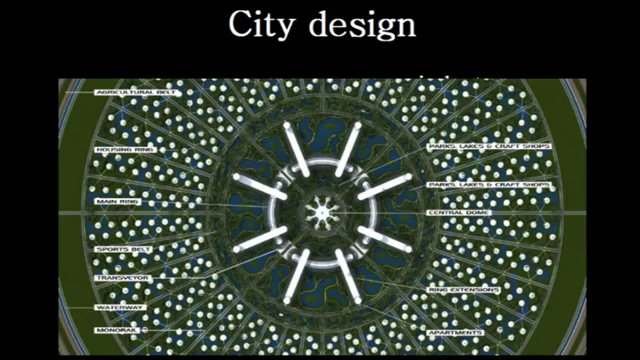 City design
AGRICULTURAL BELT
HOUSING RING
MAIN RING
SPORTS BELT
TRANSVEYOR
WATERWAY
MONORAIL
PARKS, LAKES & CRAFT SHOPS
PARKS, LAKES & CRAFT SHOPS
CENTRAL DOME
RING EXTENSIONS
APARTMENTS